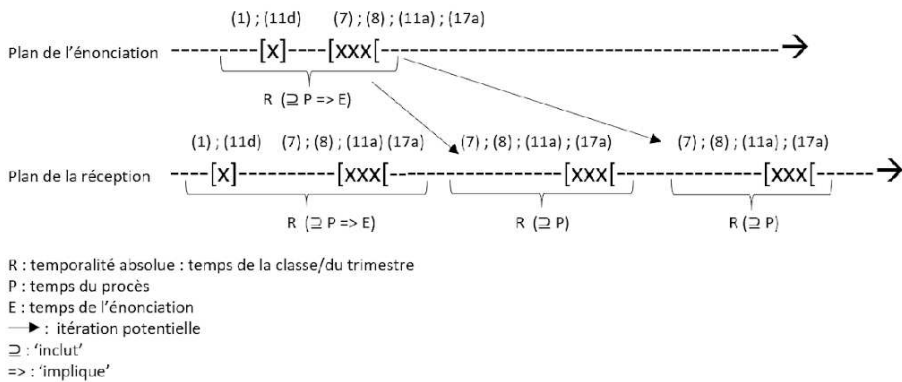 (1) ; (11d) (7) ; (8) ; (11a) ; (17a)
Plan de l'énonciation ----------[x]-----[xxx[----------------------------------------------→
R (⊇ P => E)
(1) ; (11d) (7) ; (8) ; (11a) (17a) (7) ; (8) ; (11a) ; (17a) (7) ; (8) ; (11a) ; (17a)
Plan de la réception -----[x]------------[xxx[-------------------[xxx[-------------------[xxx[--------→
R (⊇ P => E) R (⊇ P) R (⊇ P)
R : temporalité absolue : temps de la classe/du trimestre
P : temps du procès
E : temps de l'énonciation
→ : itération potentielle
⊇ : 'inclut'
=> : 'implique'